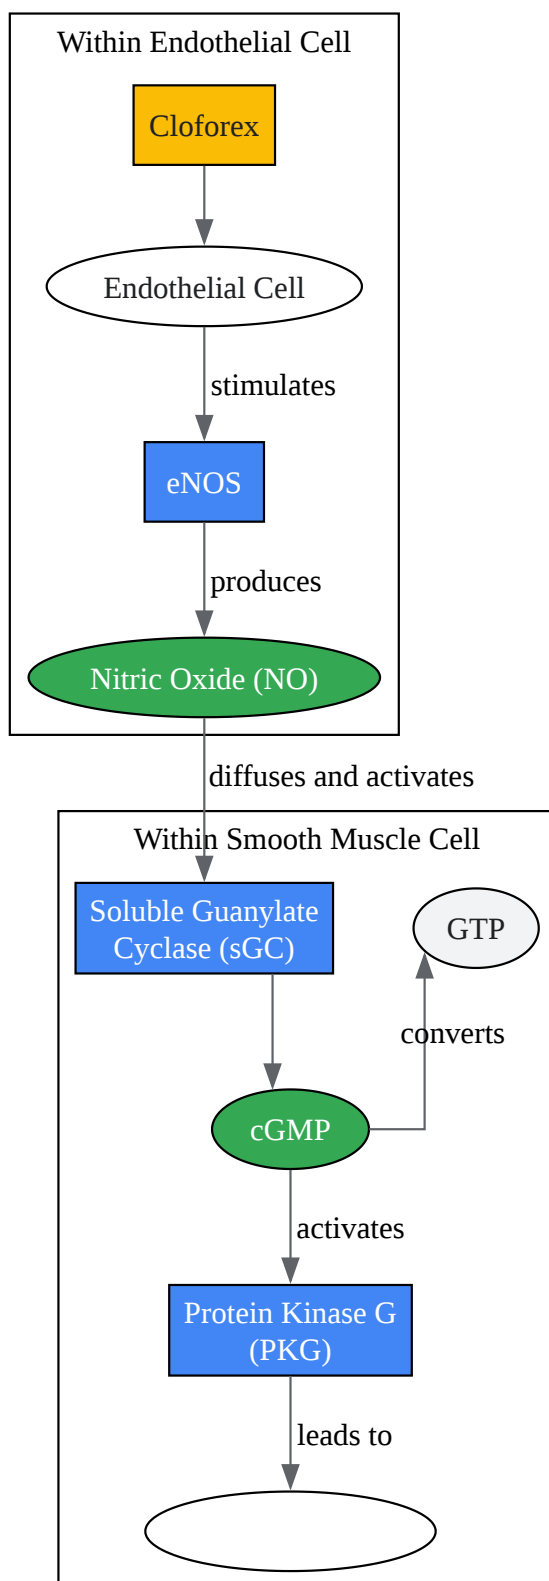 Within Endothelial Cell
Cloforex
Endothelial Cell
stimulates
eNOS
produces
Nitric Oxide (NO)
diffuses and activates
Within Smooth Muscle Cell
Soluble Guanylate
Cyclase (sGC)
GTP
converts
cGMP
activates
Protein Kinase G
(PKG)
leads to